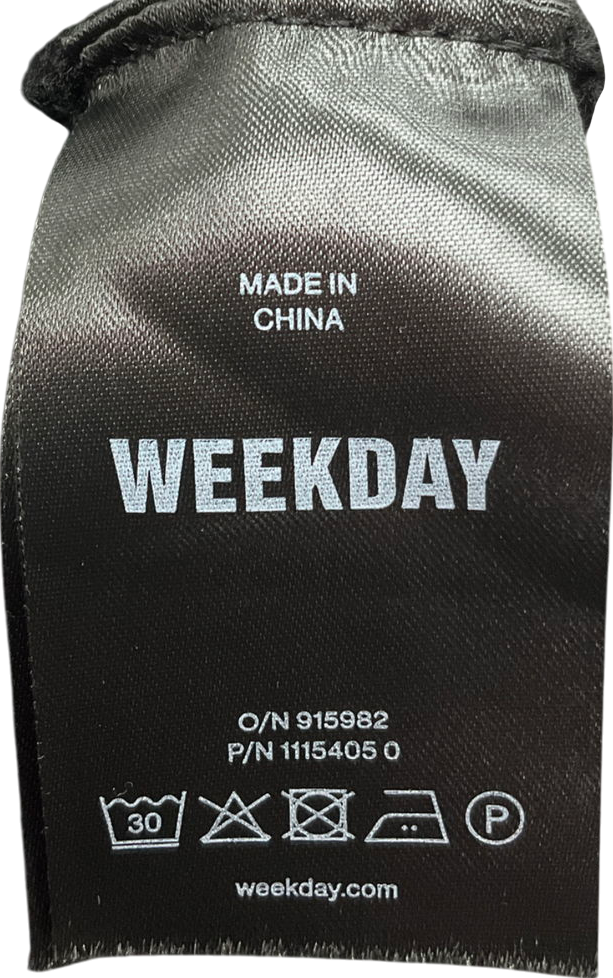 MADE IN
CHINA
WEEKDAY
O/N 915982
P/N 1115405 0
30 P
weekday.com